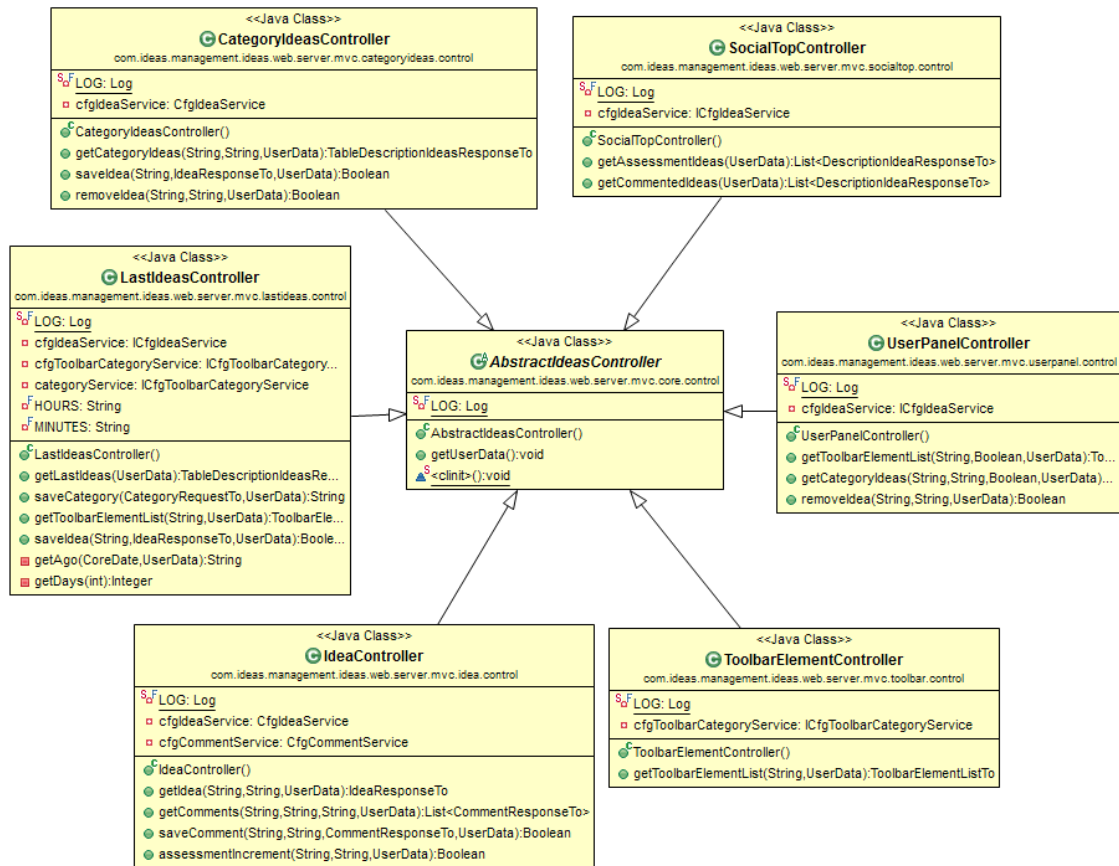 <<Java Class>>
CategoryIdeasController
com.ideas.management.ideas.web.server.mvc.categoryideas.control
LOG: Log
cfgIdeaService: CfgIdeaService
CategoryIdeasController()
getCategoryIdeas(String,String,UserData):TableDescriptionIdeasResponseTo
saveIdea(String,IdeaResponseTo,UserData):Boolean
removeIdea(String,String,UserData):Boolean
<<Java Class>>
SocialTopController
com.ideas.management.ideas.web.server.mvc.socialtop.control
LOG: Log
cfgIdeaService: ICfgIdeaService
SocialTopController()
getAssessmentIdeas(UserData):List<DescriptionIdeaResponseTo>
getCommentedIdeas(UserData):List<DescriptionIdeaResponseTo>
<<Java Class>>
LastIdeasController
com.ideas.management.ideas.web.server.mvc.lastideas.control
LOG: Log
cfgIdeaService: ICfgIdeaService
cfgToolbarCategoryService: ICfgToolbarCategory...
categoryService: ICfgToolbarCategoryService
HOURS: String
MINUTES: String
LastIdeasController()
getLastIdeas(UserData):TableDescriptionIdeasRe...
saveCategory(CategoryRequestTo,UserData):String
getToolbarElementList(String,UserData):ToolbarEle...
saveIdea(String,IdeaResponseTo,UserData):Boole...
getAgo(CoreDate,UserData):String
getDays(int):Integer
<<Java Class>>
AbstractIdeasController
com.ideas.management.ideas.web.server.mvc.core.control
LOG: Log
AbstractIdeasController()
getUserData():void
<clinit>():void
<<Java Class>>
UserPanelController
com.ideas.management.ideas.web.server.mvc.userpanel.control
LOG: Log
cfgIdeaService: ICfgIdeaService
UserPanelController()
getToolbarElementList(String,Boolean,UserData):To...
getCategoryIdeas(String,String,Boolean,UserData)...
removeIdea(String,String,UserData):Boolean
<<Java Class>>
IdeaController
com.ideas.management.ideas.web.server.mvc.idea.control
LOG: Log
cfgIdeaService: CfgIdeaService
cfgCommentService: CfgCommentService
IdeaController()
getIdea(String,String,UserData):IdeaResponseTo
getComments(String,String,String,UserData):List<CommentResponseTo>
saveComment(String,String,CommentResponseTo,UserData):Boolean
assessmentIncrement(String,String,UserData):Boolean
<<Java Class>>
ToolbarElementController
com.ideas.management.ideas.web.server.mvc.toolbar.control
LOG: Log
cfgToolbarCategoryService: ICfgToolbarCategoryService
ToolbarElementController()
getToolbarElementList(String,UserData):ToolbarElementListTo